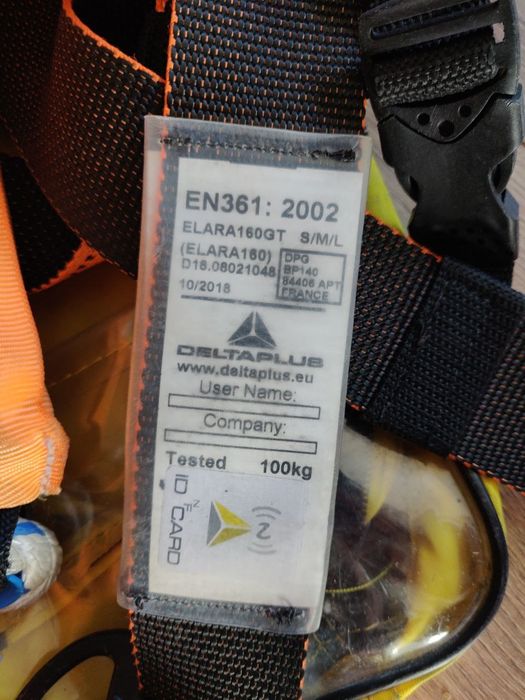 EN361: 2002
ELARA160GT S/M/L
(ELARA160)
D18.08021048
10/2018
DPG
BP140
84406 APT
FRANCE
DELTAPLUS
www.deltaplus.eu
User Name:
Company:
Tested 100kg
ID CARD